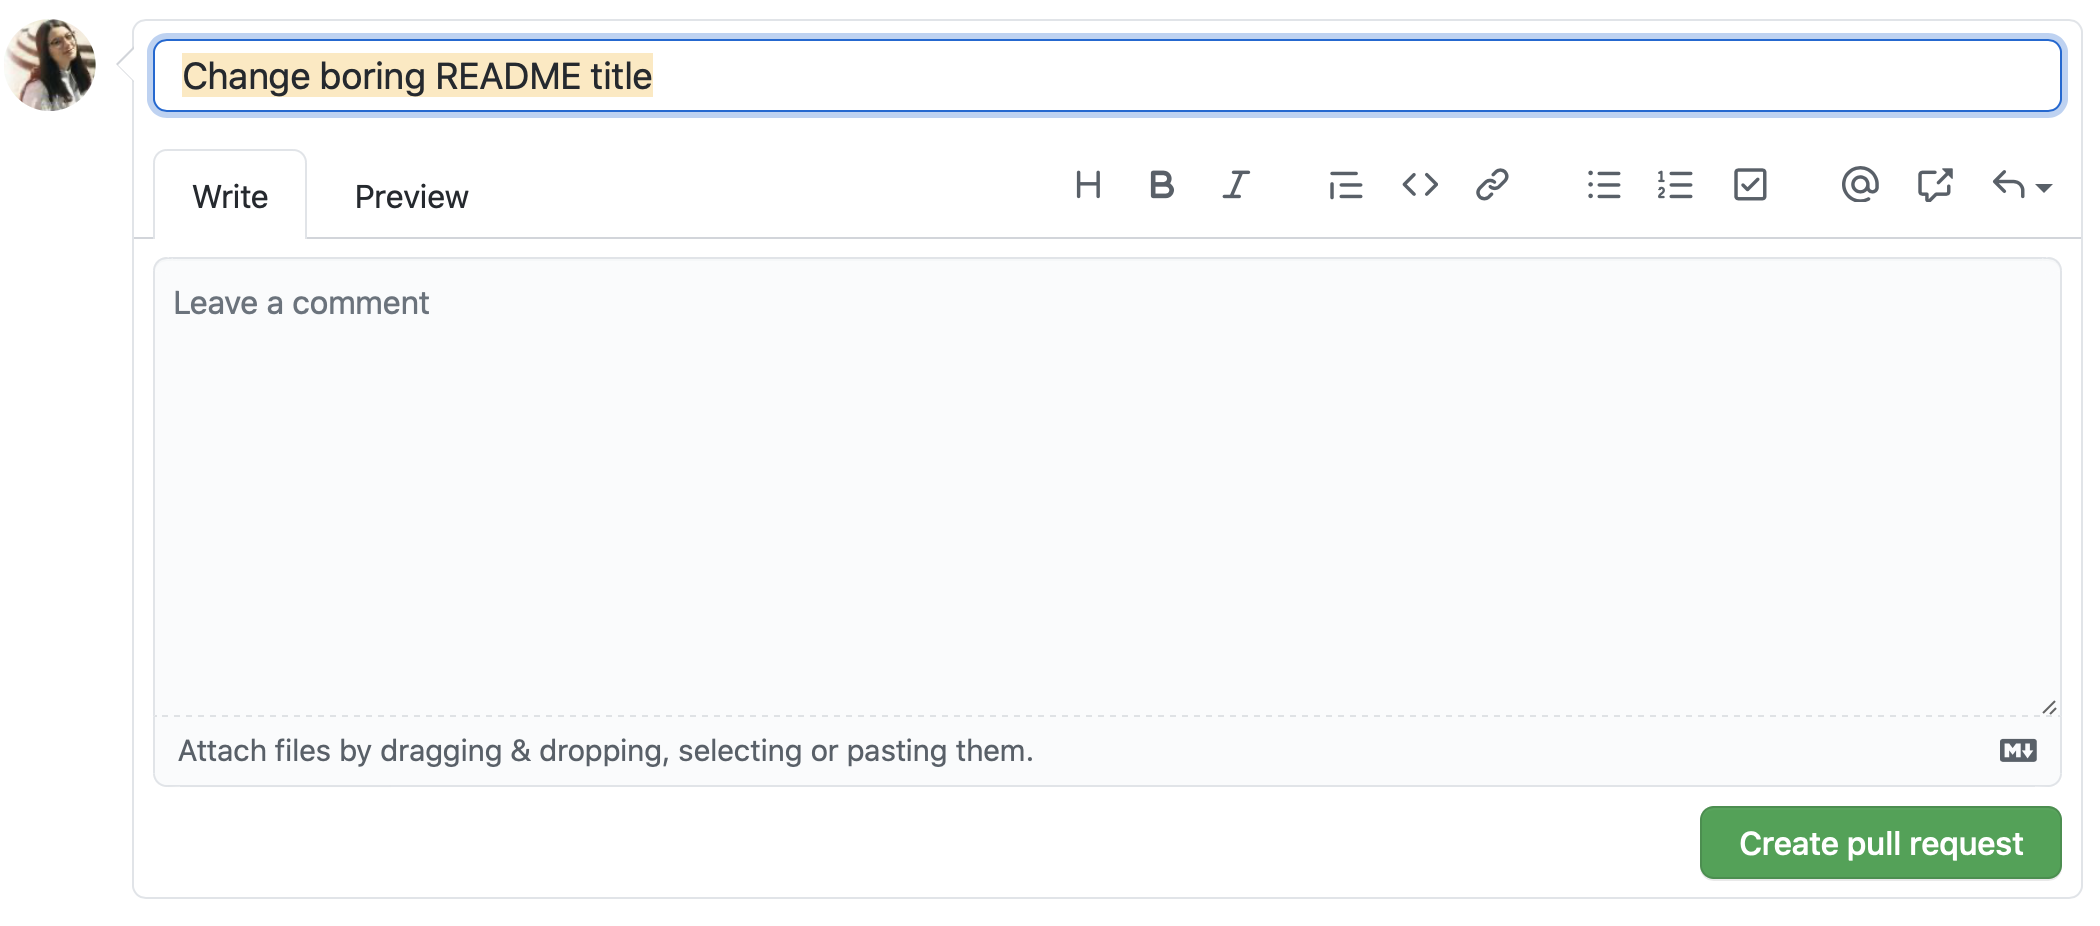 Change boring README title
Write
Preview
H B I
Leave a comment
Attach files by dragging & dropping, selecting or pasting them.
M
Create pull request